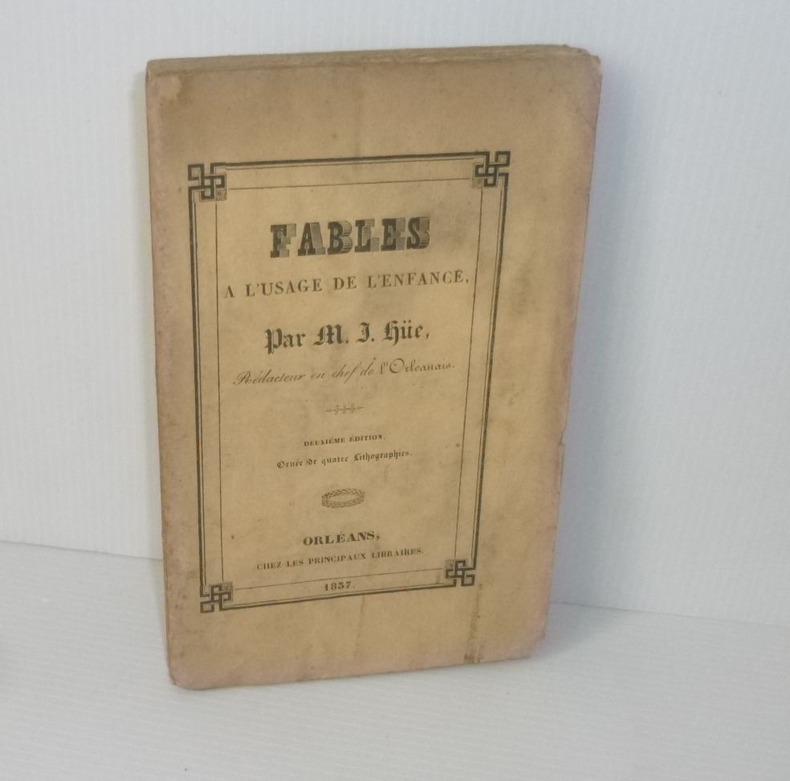 FABLES
A L'USAGE DE L'ENFANCE,
Par M. J. Hüe,
Rédacteur en chef de l'Orléanais.
DEUXIÈME ÉDITION,
Ornée de quatre Lithographies.
ORLÉANS,
CHEZ LES PRINCIPAUX LIBRAIRES.
1837.